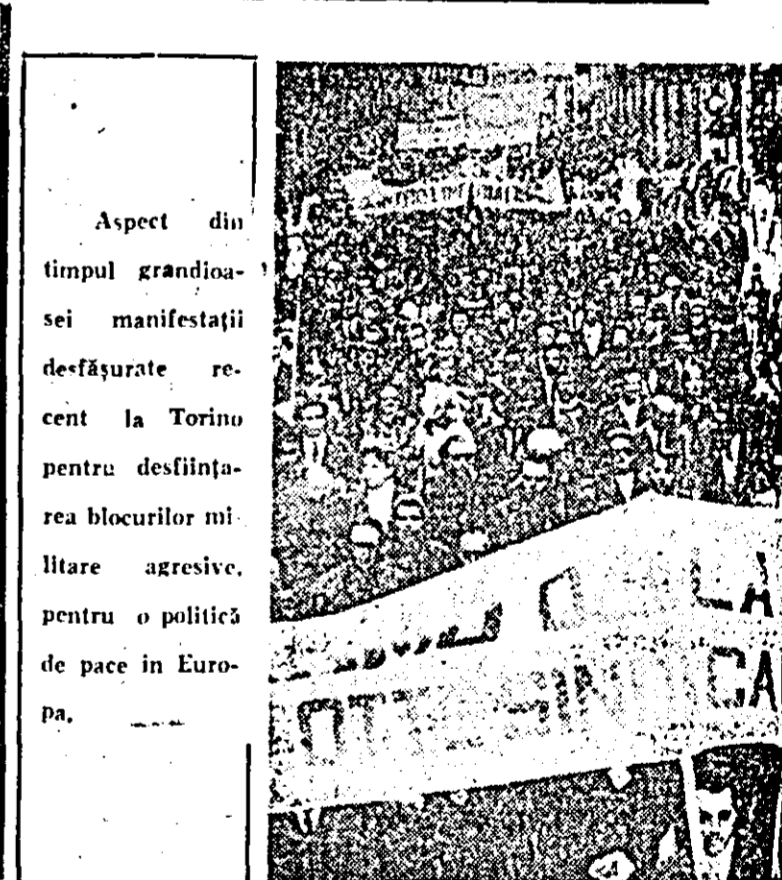 Aspect din
timpul grandioa-
sei manifestații
desfășurate re-
cent la Torino
pentru desființa-
rea blocurilor mi-
litare agresive,
pentru o politică
de pace in Euro-
pa.
LA